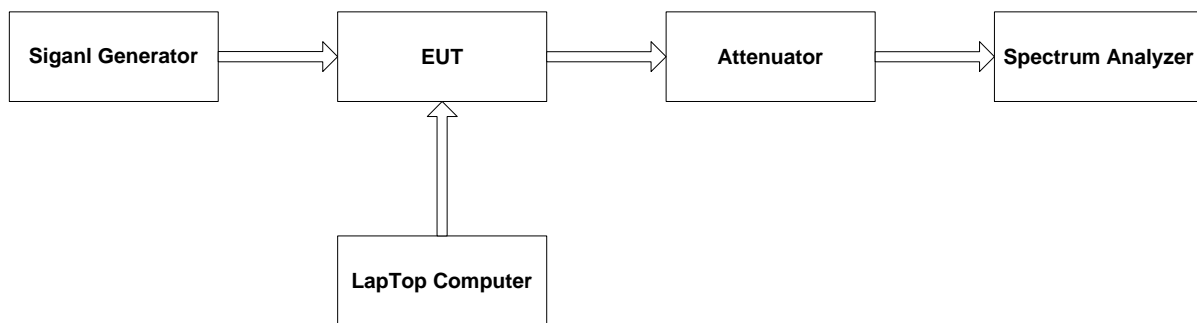 Siganl Generator
EUT
Attenuator
Spectrum Analyzer
LapTop Computer